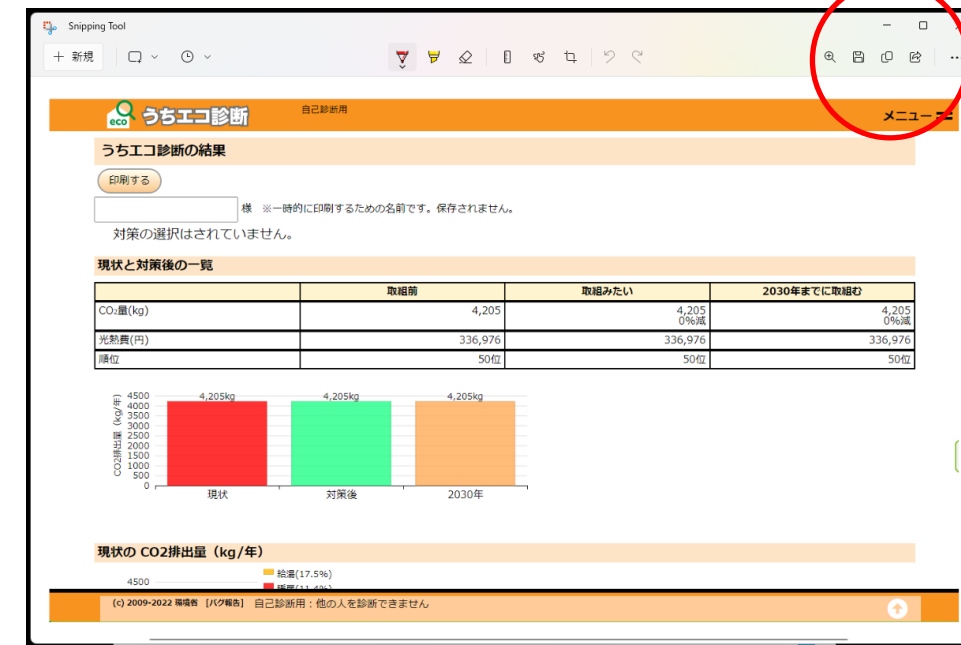 Snipping Tool
新規
eco うちエコ診断 自己診断用 メニュー
うちエコ診断の結果
印刷する
様 ※一時的に印刷するための名前です。保存されません。
対策の選択はされていません。
現状と対策後の一覧
取組前 取組みたい 2030年までに取組む
CO₂量(kg) 4,205 4,205 4,205
0%減 0%減
光熱費(円) 336,976 336,976 336,976
順位 50位 50位 50位
CO2排出量 (kg/年)
4500
4000
3500
3000
2500
2000
1500
1000
500
0
4,205kg 4,205kg 4,205kg
現状 対策後 2030年
現状の CO2排出量（kg/年）
4500
給湯(17.5%)
(c) 2009-2022 環境省 [バグ報告] 自己診断用：他の人を診断できません